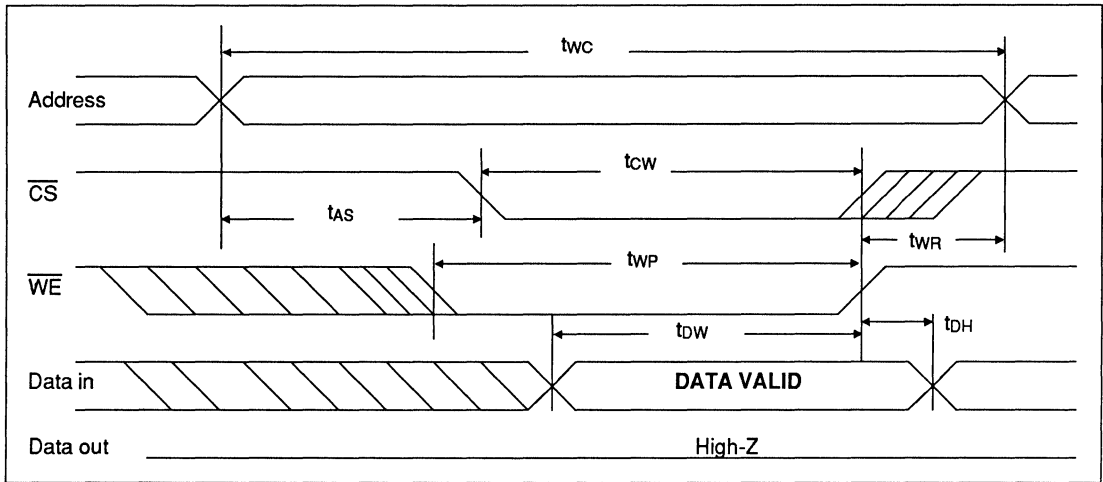 tWC
Address
CS
tCW
tAS
tWR
WE
tWP
tDW
tDH
Data in
DATA VALID
Data out
High-Z